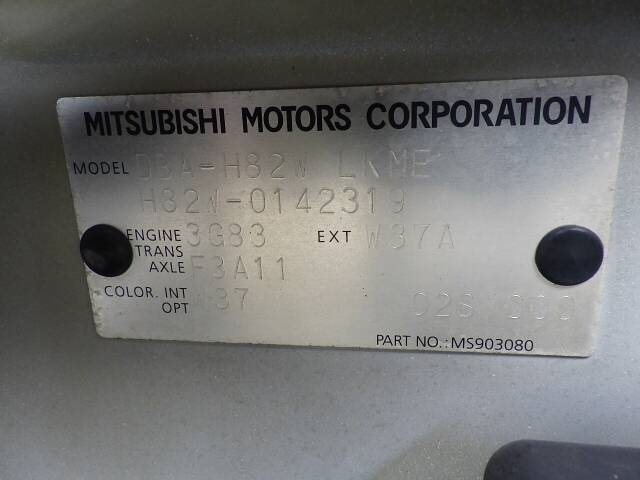 MITSUBISHI MOTORS CORPORATION
MODEL DBA-H82W LKME
H82W-0142319
ENGINE 3G83 EXT W37A
TRANS
AXLE F3A11
COLOR. INT 37
OPT 02S 000
PART NO.: MS903080